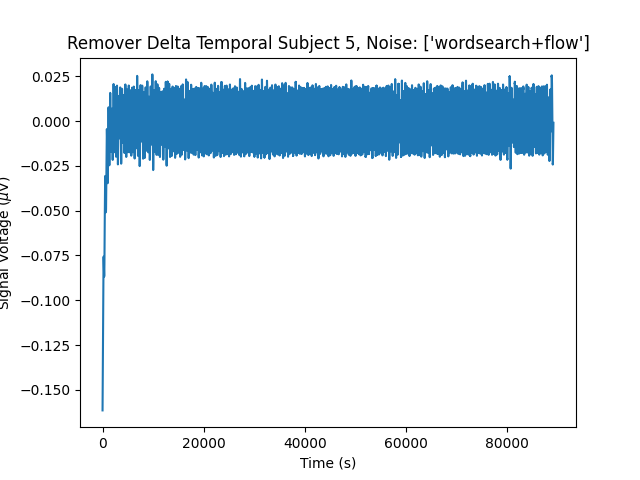 Remover Delta Temporal Subject 5, Noise: ['wordsearch+flow']
Signal Voltage (μV)
0.025
0.000
−0.025
−0.050
−0.075
−0.100
−0.125
−0.150
0 20000 40000 60000 80000
Time (s)